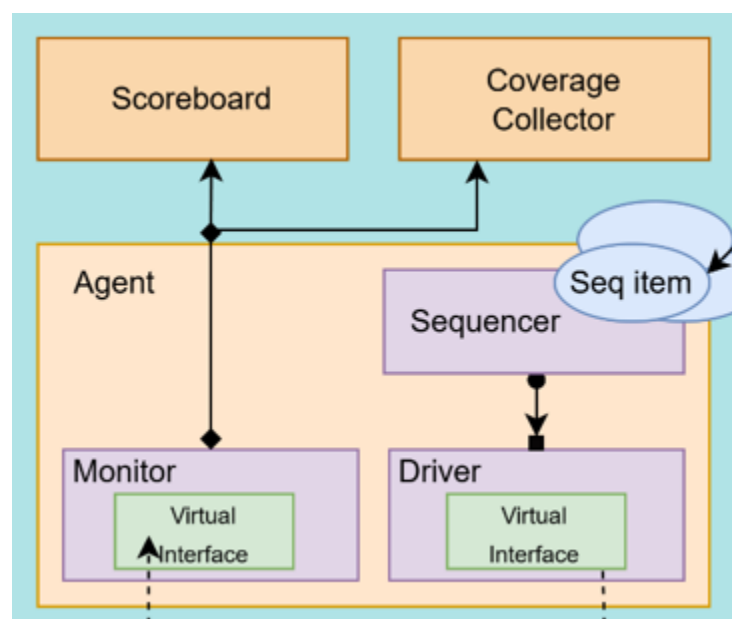 Scoreboard
Coverage
Collector
Agent
Seq item
Sequencer
Monitor
Virtual
Interface
Driver
Virtual
Interface